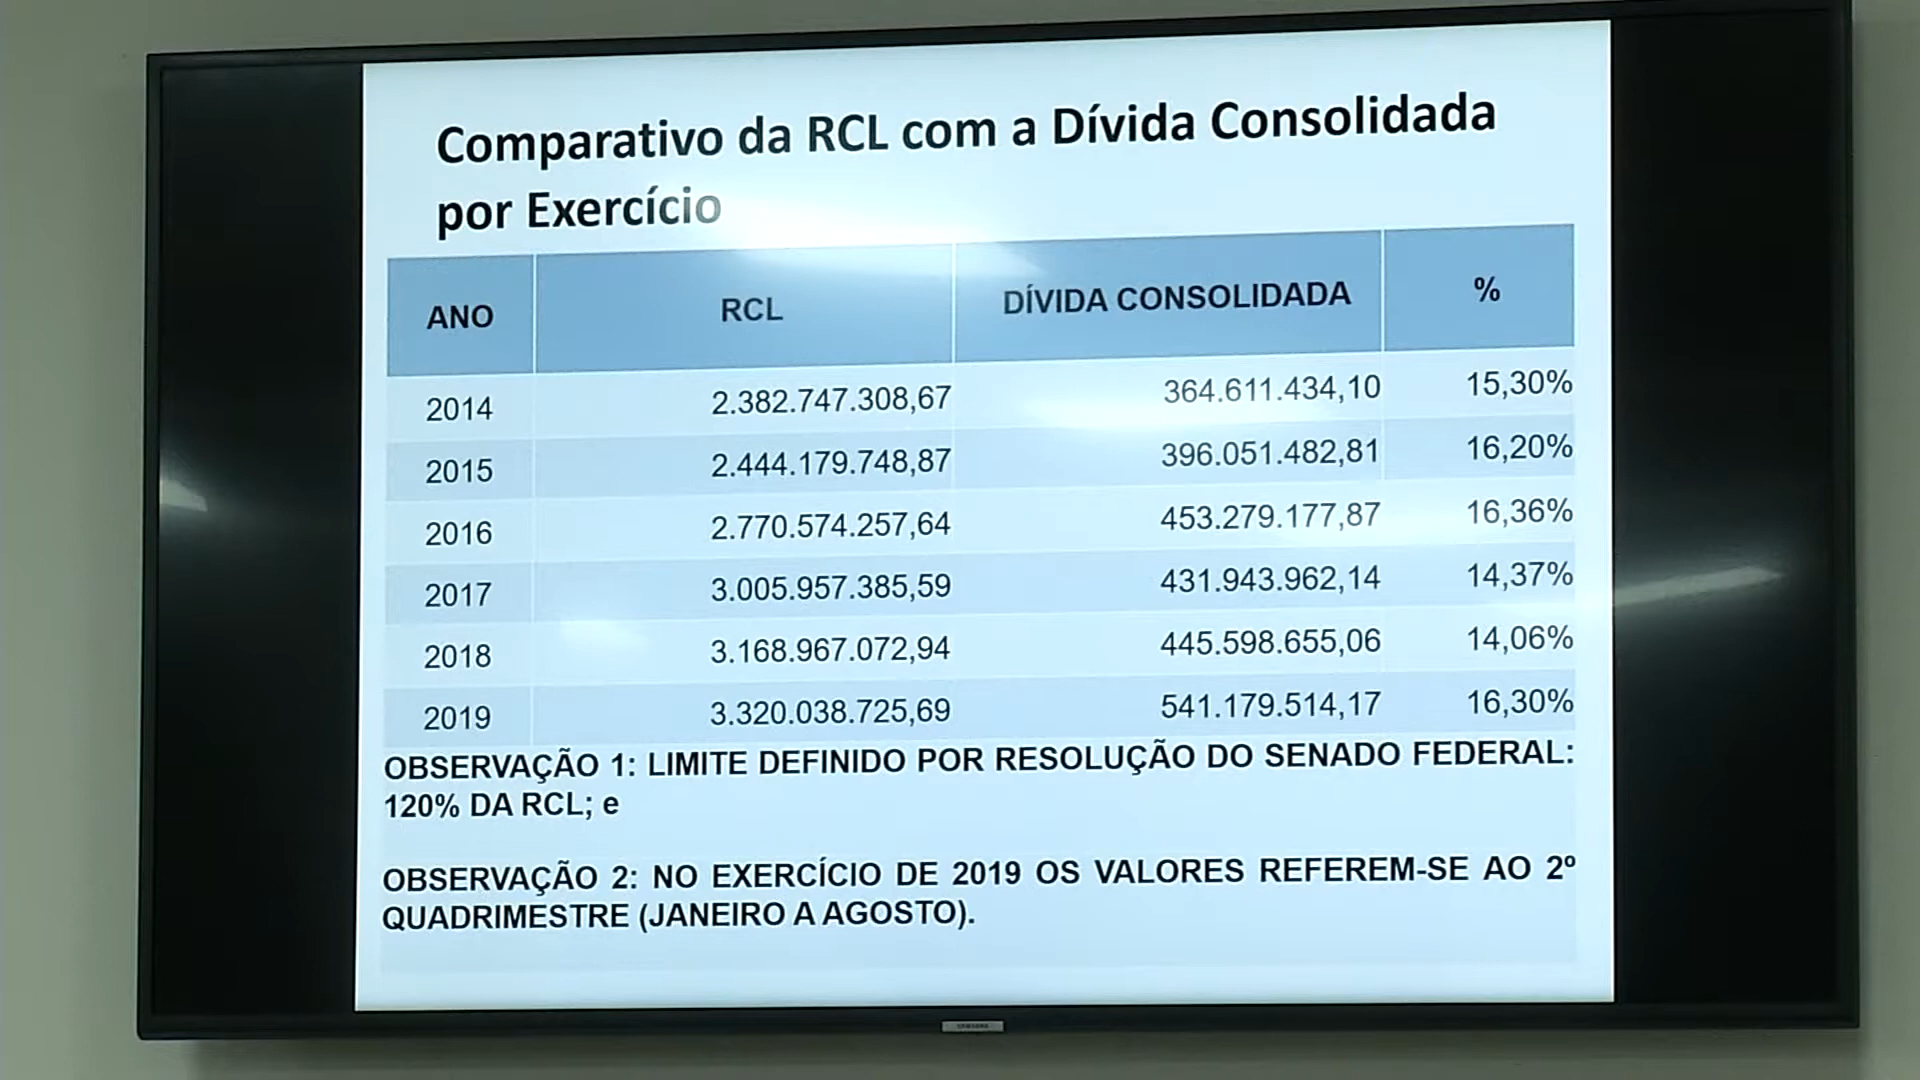 Comparativo da RCL com a Dívida Consolidada
por Exercício
ANO RCL DÍVIDA CONSOLIDADA %
2014 2.382.747.308,67 364.611.434,10 15,30%
2015 2.444.179.748,87 396.051.482,81 16,20%
2016 2.770.574.257,64 453.279.177,87 16,36%
2017 3.005.957.385,59 431.943.962,14 14,37%
2018 3.168.967.072,94 445.598.655,06 14,06%
2019 3.320.038.725,69 541.179.514,17 16,30%
OBSERVAÇÃO 1: LIMITE DEFINIDO POR RESOLUÇÃO DO SENADO FEDERAL:
120% DA RCL; e
OBSERVAÇÃO 2: NO EXERCÍCIO DE 2019 OS VALORES REFEREM-SE AO 2º
QUADRIMESTRE (JANEIRO A AGOSTO).
SAMSUNG